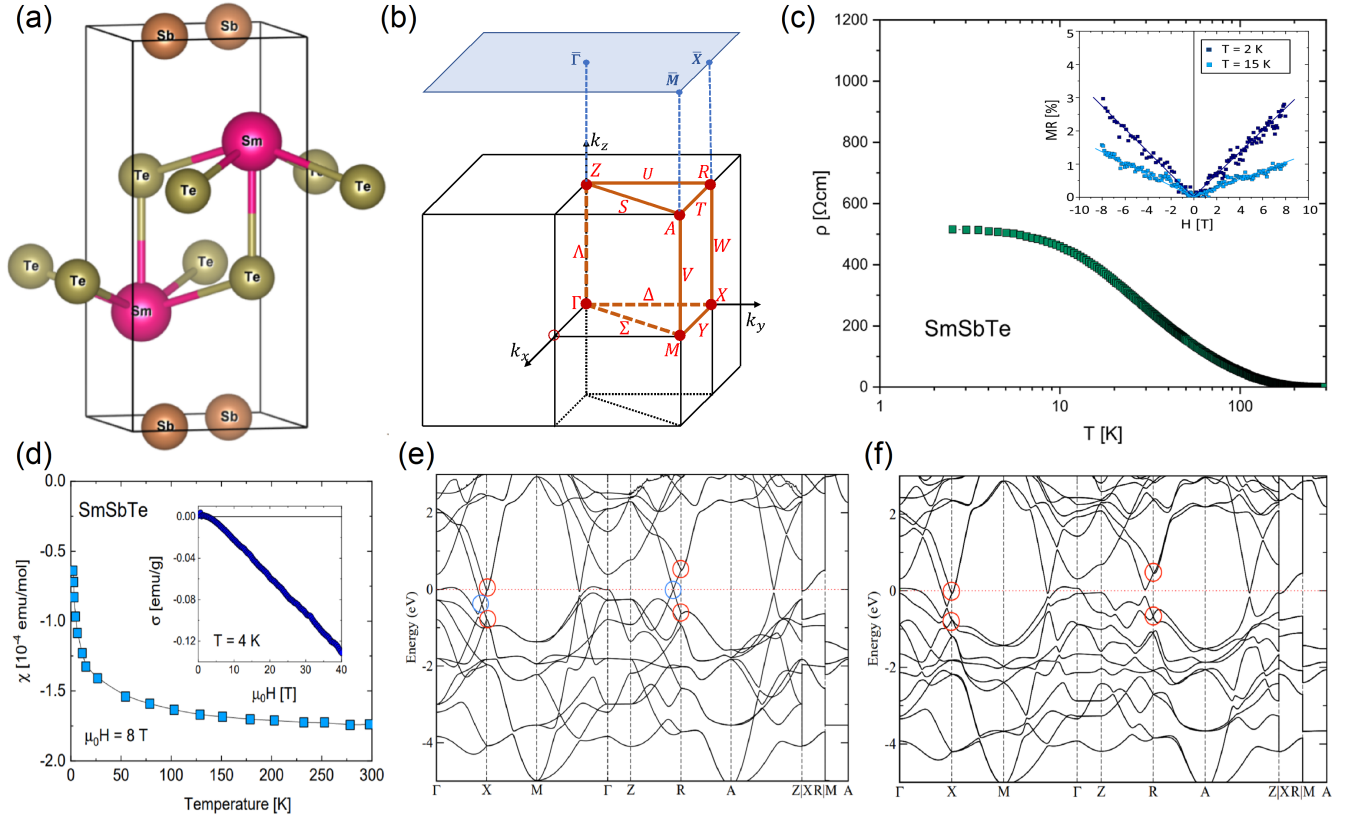 (a)
Sb
Sb
Sm
Te
Te
Te
Te
Te
Te
Te
Te
Sm
Sb
Sb
(b)
Γ̅
X̅
M̅
k_z
Z
U
R
S
T
A
Λ
V
W
Γ
Δ
X
k_y
Σ
Y
M
k_x
(c)
1200
1000
800
600
400
200
0
ρ [Ωcm]
1
10
100
T [K]
SmSbTe
5
4
3
2
1
0
MR [%]
T = 2 K
T = 15 K
-10 -8 -6 -4 -2 0 2 4 6 8 10
H [T]
(d)
0.0
-0.5
-1.0
-1.5
-2.0
χ [10⁻⁴ emu/mol]
SmSbTe
0.00
-0.04
-0.08
-0.12
σ [emu/g]
T = 4 K
0 10 20 30 40
μ₀H [T]
μ₀H = 8 T
0 50 100 150 200 250 300
Temperature [K]
(e)
2
0
-2
-4
Energy (eV)
Γ X M Γ Z R A Z|X R|M A
(f)
2
0
-2
-4
Energy (eV)
Γ X M Γ Z R A Z|X R|M A